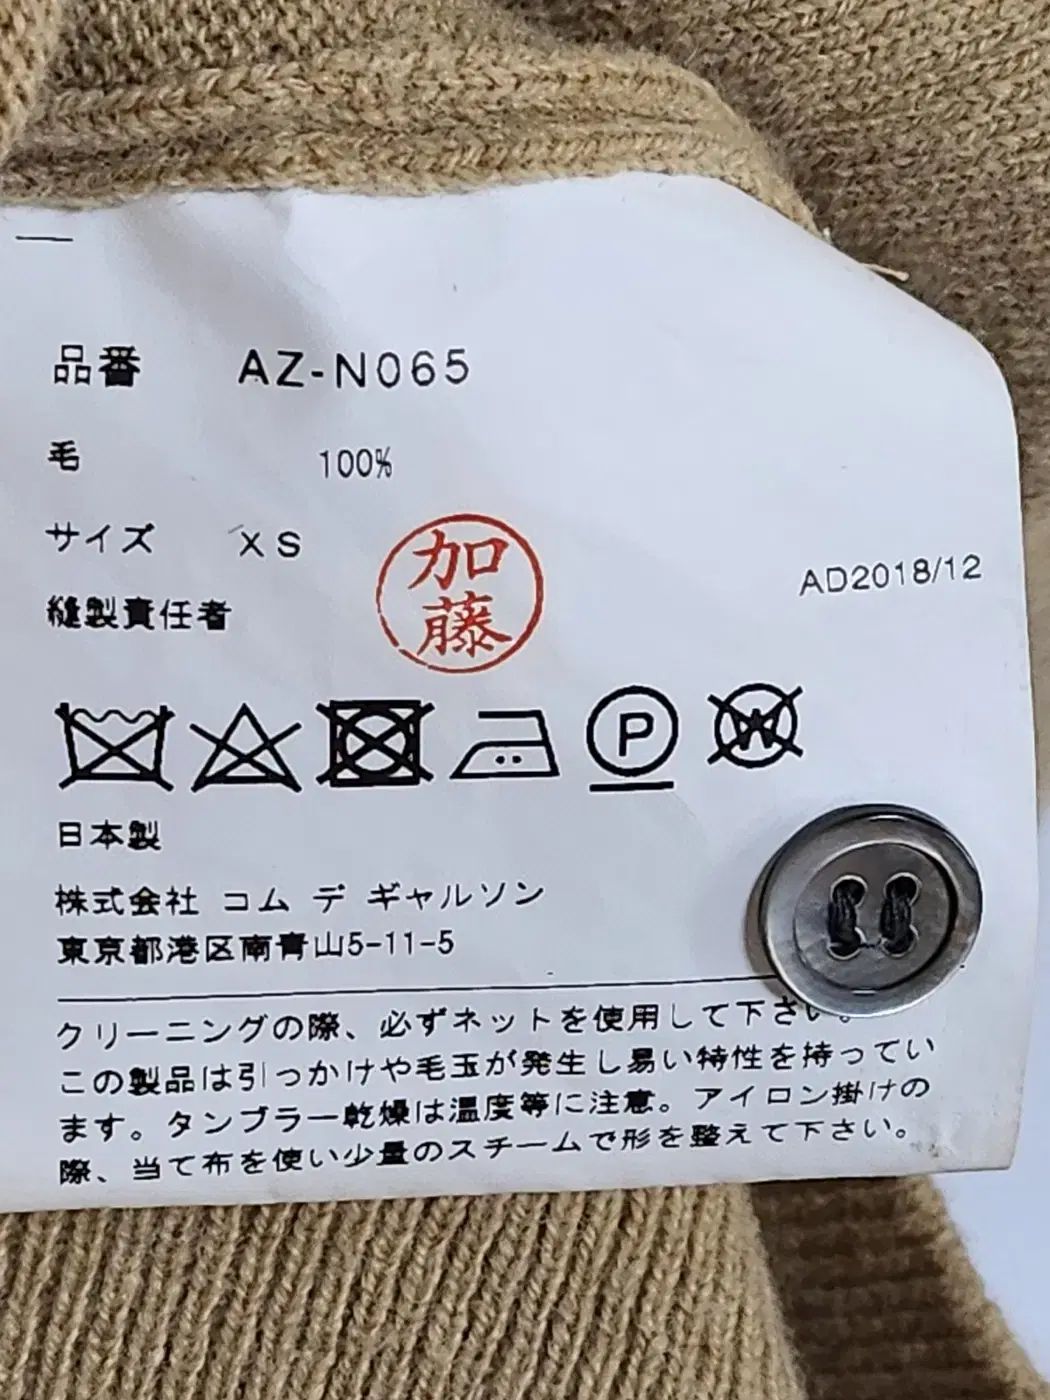 品番 AZ-N065
毛 100%
サイズ XS
加藤
AD2018/12
縫製責任者
P
W
日本製
株式会社 コム デ ギャルソン
東京都港区南青山5-11-5
クリーニングの際、必ずネットを使用して下さい。
この製品は引っかけや毛玉が発生し易い特性を持ってい
ます。タンブラー乾燥は温度等に注意。アイロン掛けの
際、当て布を使い少量のスチームで形を整えて下さい。